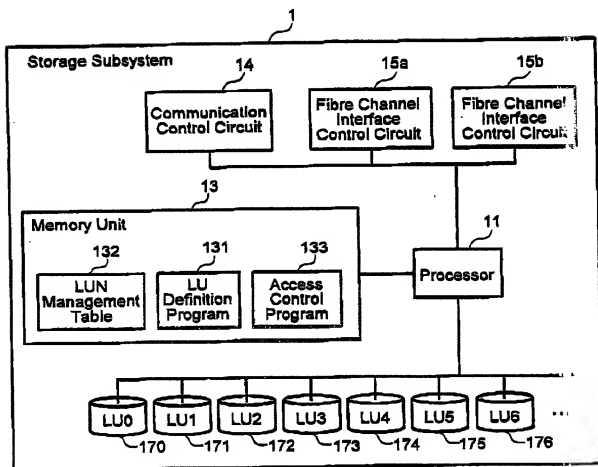 1
Storage Subsystem
14
15a
15b
Communication
Control Circuit
Fibre Channel
Interface
Control Circuit
Fibre Channel
Interface
Control Circuit
13
Memory Unit
132
131
133
11
LUN
Management
Table
LU
Definition
Program
Access
Control
Program
Processor
LU0
LU1
LU2
LU3
LU4
LU5
LU6
...
170
171
172
173
174
175
176